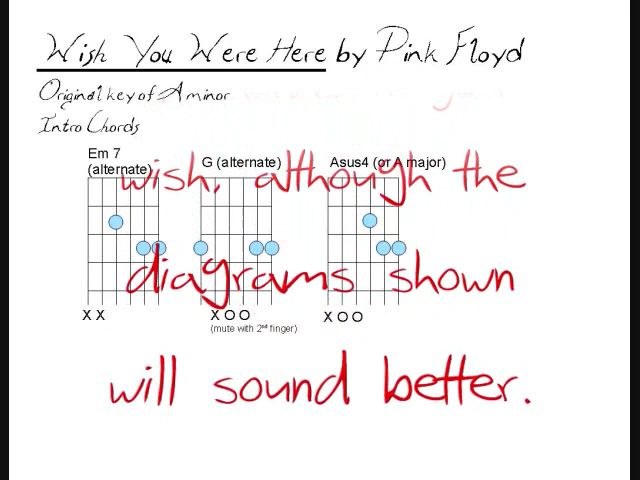 Wish You Were Here by Pink Floyd
Original key of A minor
Intro Chords
Em 7
(alternate)
G (alternate)
Asus4 (or A major)
wish, although the
diagrams shown
X X
X O O
X O O
(mute with 2nd finger)
will sound better.